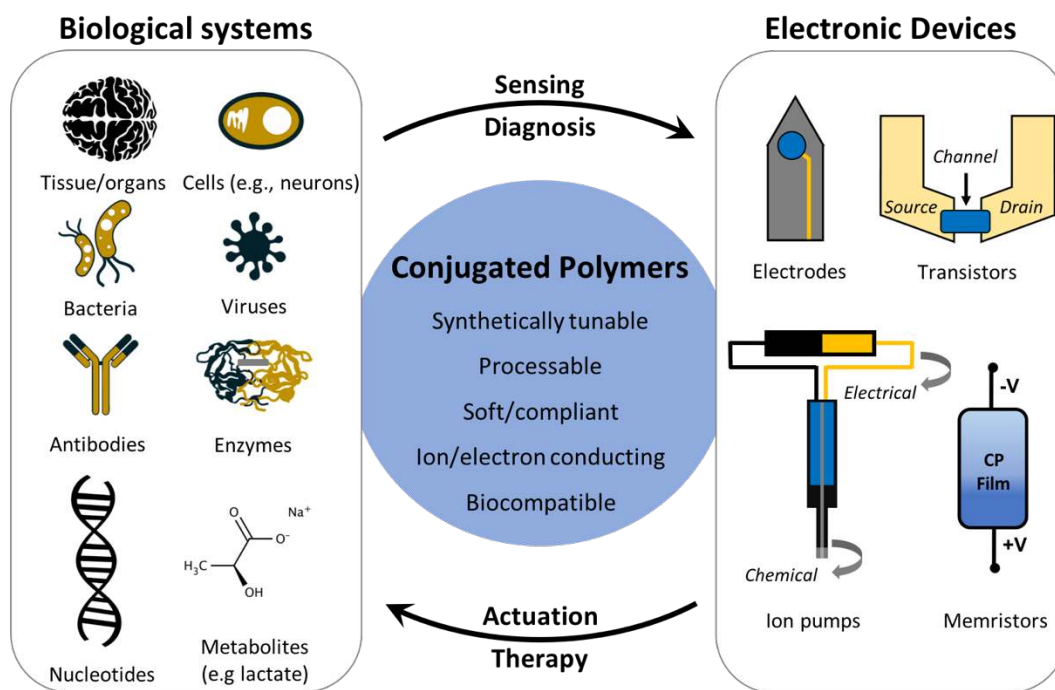 Biological systems
Tissue/organs
Cells (e.g., neurons)
Bacteria
Viruses
Antibodies
Enzymes
Nucleotides
O
O⁻
Na⁺
H₃C
OH
Metabolites
(e.g lactate)
Sensing
Diagnosis
Conjugated Polymers
Synthetically tunable
Processable
Soft/compliant
Ion/electron conducting
Biocompatible
Actuation
Therapy
Electronic Devices
Electrodes
Channel
Source
Drain
Transistors
Electrical
Chemical
Ion pumps
-V
CP
Film
+V
Memristors